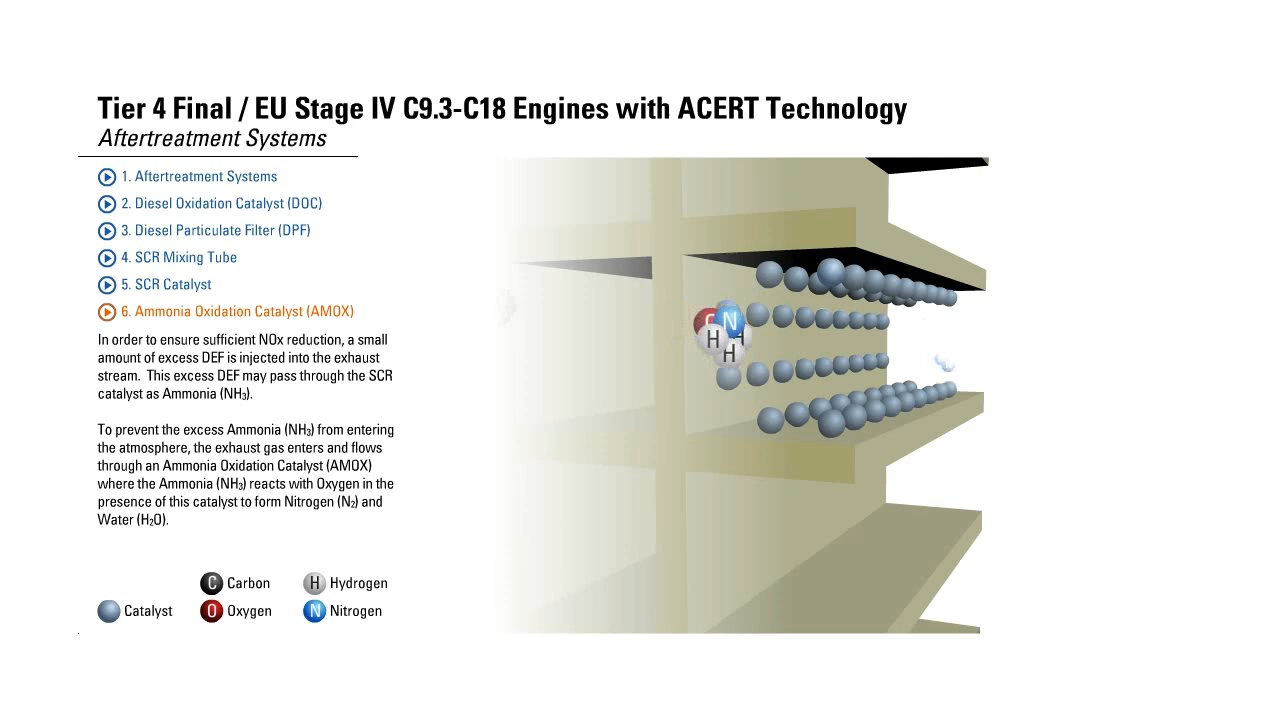 Tier 4 Final / EU Stage IV C9.3-C18 Engines with ACERT Technology
Aftertreatment Systems
1. Aftertreatment Systems
2. Diesel Oxidation Catalyst (DOC)
3. Diesel Particulate Filter (DPF)
4. SCR Mixing Tube
5. SCR Catalyst
6. Ammonia Oxidation Catalyst (AMOX)
In order to ensure sufficient NOx reduction, a small
amount of excess DEF is injected into the exhaust
stream.  This excess DEF may pass through the SCR
catalyst as Ammonia (NH₃).
To prevent the excess Ammonia (NH₃) from entering
the atmosphere, the exhaust gas enters and flows
through an Ammonia Oxidation Catalyst (AMOX)
where the Ammonia (NH₃) reacts with Oxygen in the
presence of this catalyst to form Nitrogen (N₂) and
Water (H₂O).
N
H H
H
C Carbon H Hydrogen
Catalyst O Oxygen N Nitrogen